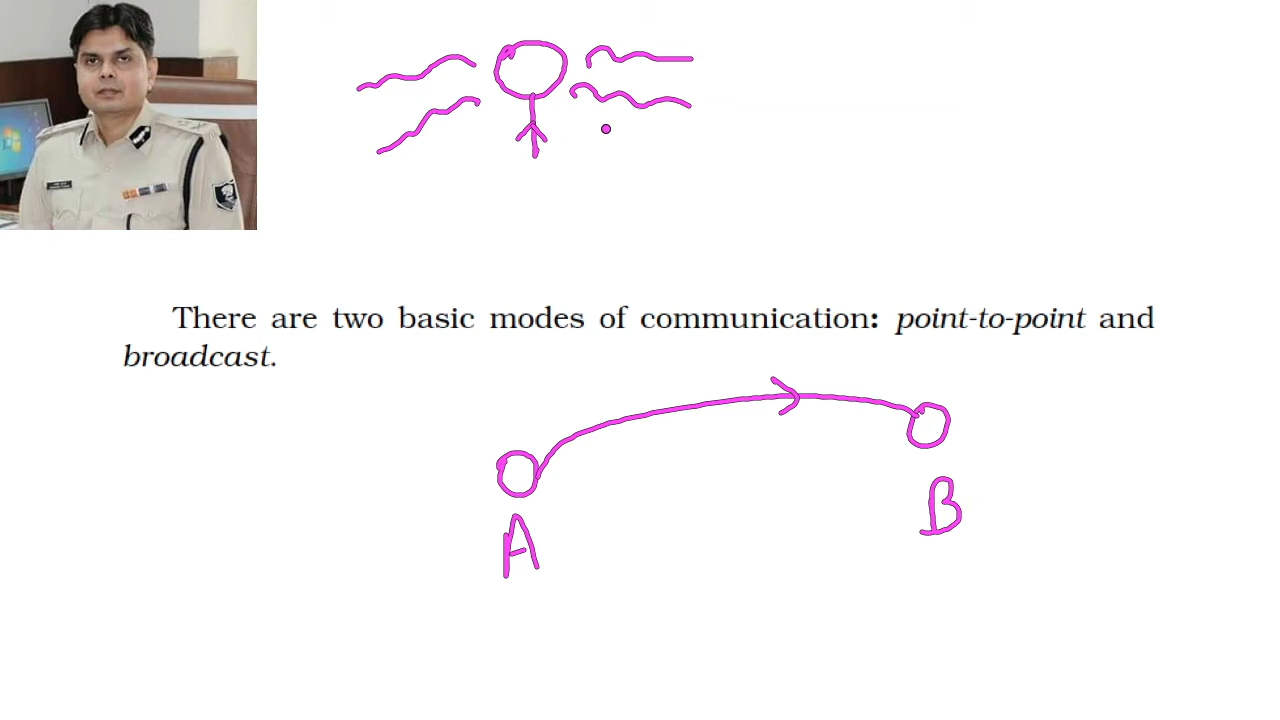 There are two basic modes of communication: point-to-point and
broadcast.
A
B